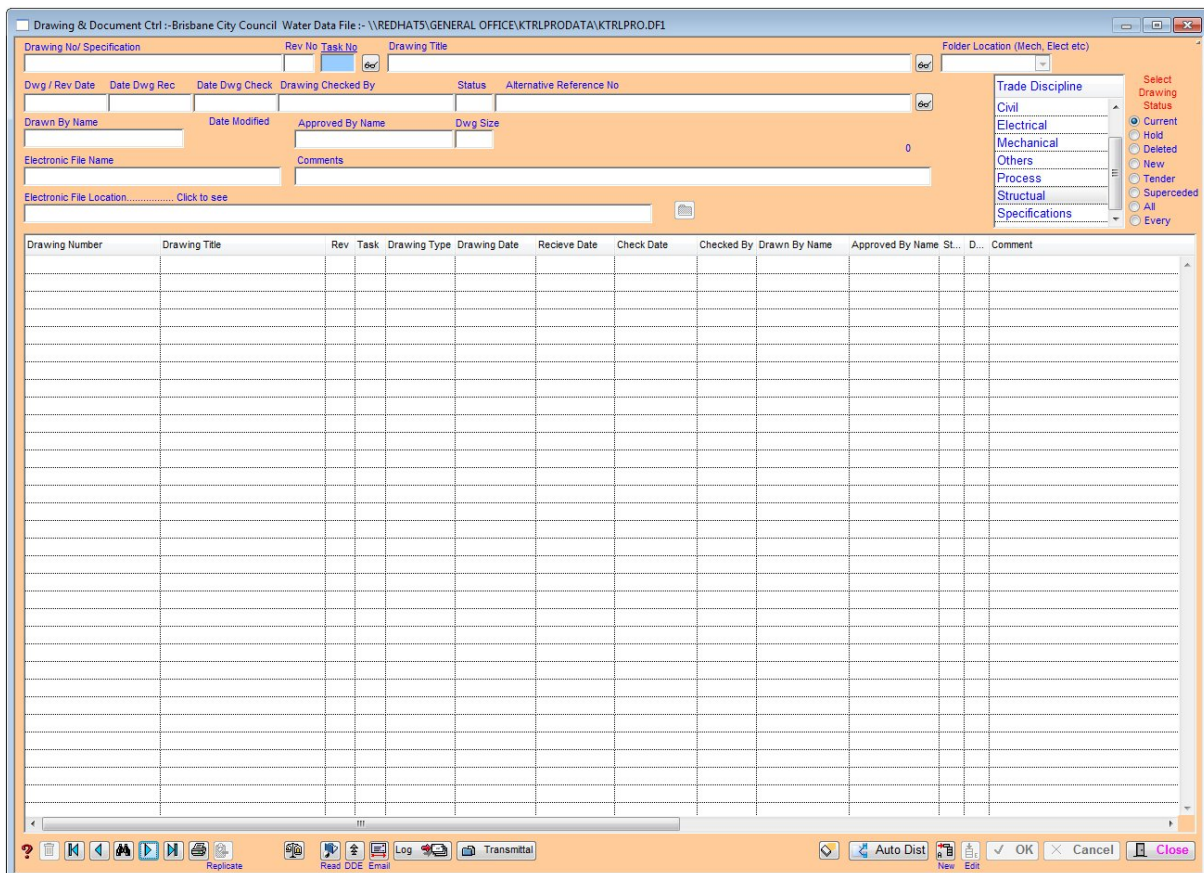 Drawing & Document Ctrl :-Brisbane City Council Water Data File :- \\REDHAT5\GENERAL OFFICE\KTRLPRODATA\KTRLPRO.DF1
Drawing No/ Specification Rev No Task No Drawing Title Folder Location (Mech, Elect etc)
Dwg / Rev Date Date Dwg Rec Date Dwg Check Drawing Checked By Status Alternative Reference No
Drawn By Name Date Modified Approved By Name Dwg Size
0
Electronic File Name Comments
Electronic File Location................ Click to see
Trade Discipline
Civil
Electrical
Mechanical
Others
Process
Structual
Specifications
Select
Drawing
Status
Current
Hold
Deleted
New
Tender
Superceded
All
Every
Drawing Number Drawing Title Rev Task Drawing Type Drawing Date Recieve Date Check Date Checked By Drawn By Name Approved By Name St... D... Comment
? Log Transmittal Auto Dist OK Cancel Close
Replicate Read DDE Email New Edit